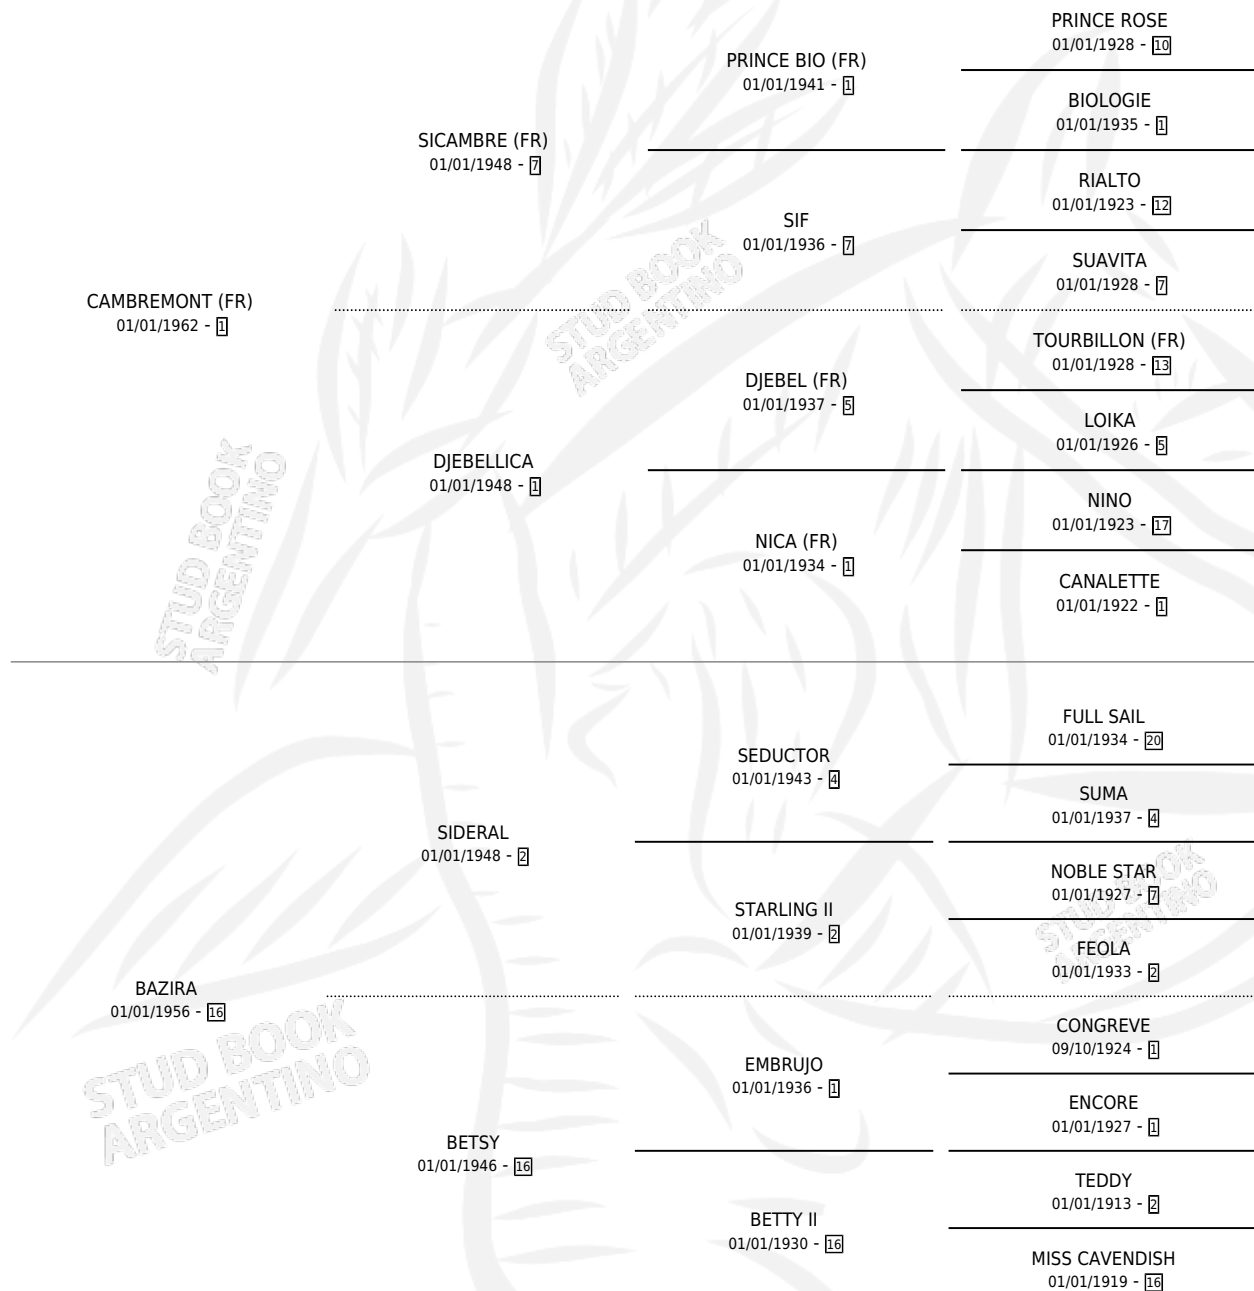 PRINCE ROSE
01/01/1928 - 10
PRINCE BIO (FR)
01/01/1941 - 1
BIOLOGIE
01/01/1935 - 1
SICAMBRE (FR)
01/01/1948 - 7
RIALTO
01/01/1923 - 12
SIF
01/01/1936 - 7
SUAVITA
01/01/1928 - 7
STUD BOOK
ARGENTINO
CAMBREMONT (FR)
01/01/1962 - 1
TOURBILLON (FR)
01/01/1928 - 13
DJEBEL (FR)
01/01/1937 - 5
LOIKA
01/01/1926 - 5
DJEBELLICA
01/01/1948 - 1
NINO
01/01/1923 - 17
NICA (FR)
01/01/1934 - 1
CANALETTE
01/01/1922 - 1
STUD BOOK
ARGENTINO
FULL SAIL
01/01/1934 - 20
SEDUCTOR
01/01/1943 - 4
SUMA
01/01/1937 - 4
SIDERAL
01/01/1948 - 2
NOBLE STAR
01/01/1927 - 7
STARLING II
01/01/1939 - 2
FEOLA
01/01/1933 - 2
STUD BOOK
ARGENTINO
BAZIRA
01/01/1956 - 16
CONGREVE
09/10/1924 - 1
EMBRUJO
01/01/1936 - 1
ENCORE
01/01/1927 - 1
STUD BOOK
ARGENTINO
BETSY
01/01/1946 - 16
TEDDY
01/01/1913 - 2
BETTY II
01/01/1930 - 16
MISS CAVENDISH
01/01/1919 - 16